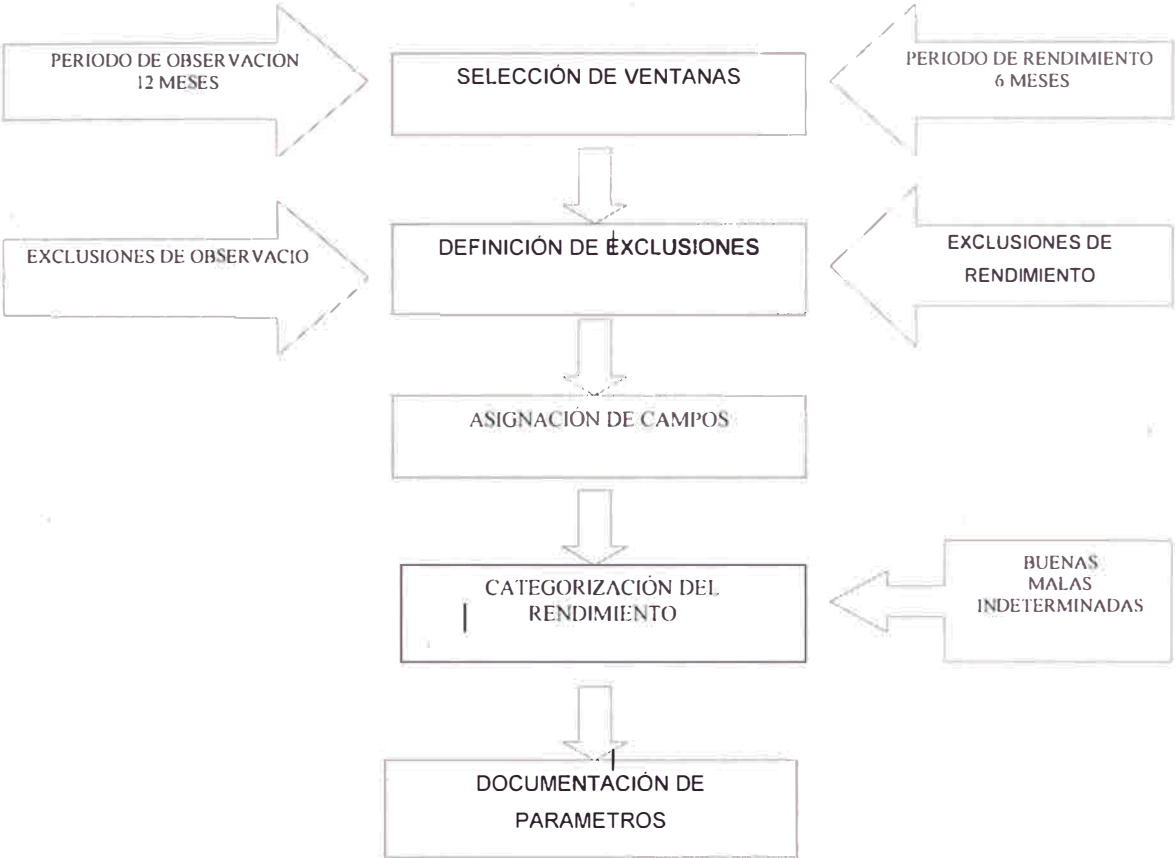 PERIODO DE OBSERVACIÓN
12 MESES
SELECCIÓN DE VENTANAS
PERIODO DE RENDIMIENTO
6 MESES
EXCLUSIONES DE OBSERVACIO
DEFINICIÓN DE EXCLUSIONES
EXCLUSIONES DE
RENDIMIENTO
ASIGNACIÓN DE CAMPOS
CATEGORIZACIÓN DEL
RENDIMIENTO
BUENAS
MALAS
INDETERMINADAS
DOCUMENTACIÓN DE
PARAMETROS